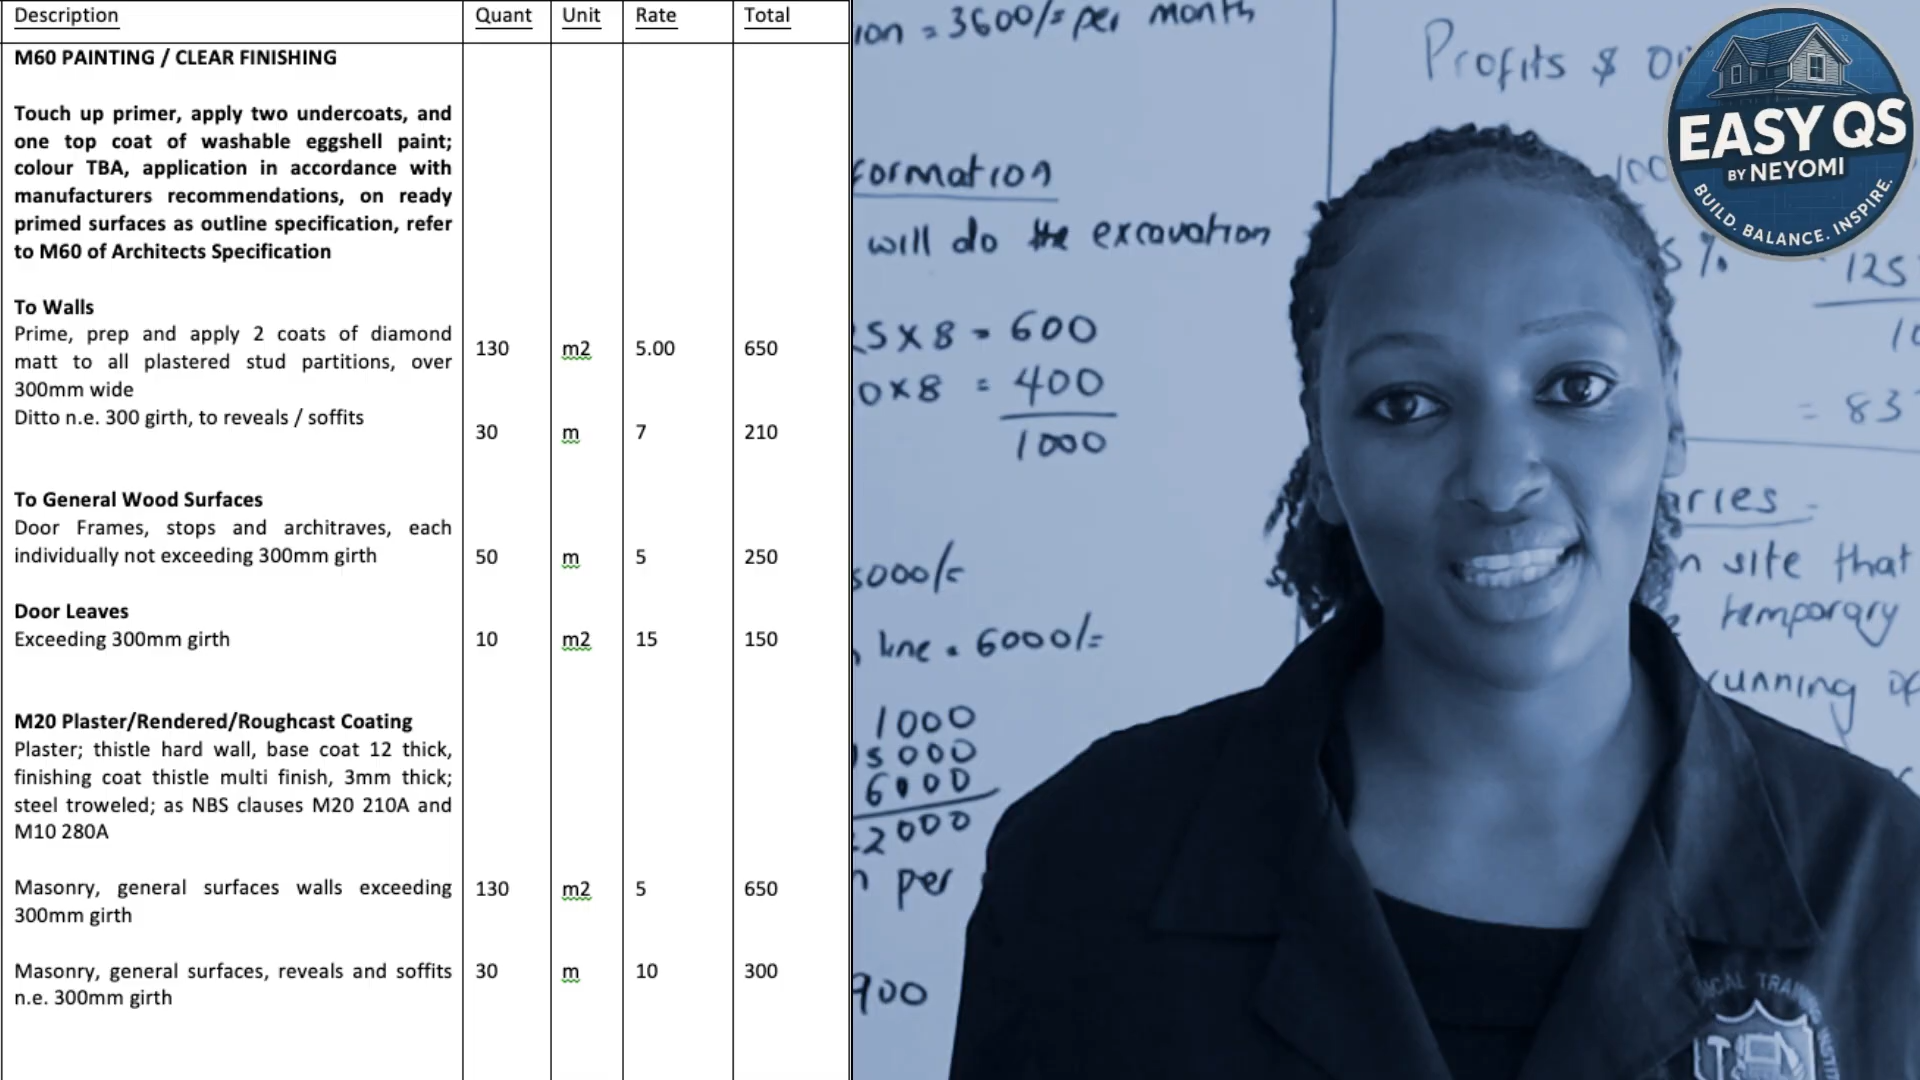 Description Quant Unit Rate Total
M60 PAINTING / CLEAR FINISHING
Touch up primer, apply two undercoats, and
one top coat of washable eggshell paint;
colour TBA, application in accordance with
manufacturers recommendations, on ready
primed surfaces as outline specification, refer
to M60 of Architects Specification
To Walls
Prime, prep and apply 2 coats of diamond
matt to all plastered stud partitions, over
300mm wide
130 m2 5.00 650
Ditto n.e. 300 girth, to reveals / soffits
30 m 7 210
To General Wood Surfaces
Door Frames, stops and architraves, each
individually not exceeding 300mm girth
50 m 5 250
Door Leaves
Exceeding 300mm girth 10 m2 15 150
M20 Plaster/Rendered/Roughcast Coating
Plaster; thistle hard wall, base coat 12 thick,
finishing coat thistle multi finish, 3mm thick;
steel troweled; as NBS clauses M20 210A and
M10 280A
Masonry, general surfaces walls exceeding 130 m2 5 650
300mm girth
Masonry, general surfaces, reveals and soffits 30 m 10 300
n.e. 300mm girth
= 3600/= per month
will do the excavation
5 x 8 = 600
0 x 8 = 400
1000
line = 6000/=
1000
6000
2000
per
900
Profits &
%
125
= 83
site that
temporary
running of
EASY QS
BY NEYOMI
BUILD. BALANCE. INSPIRE.